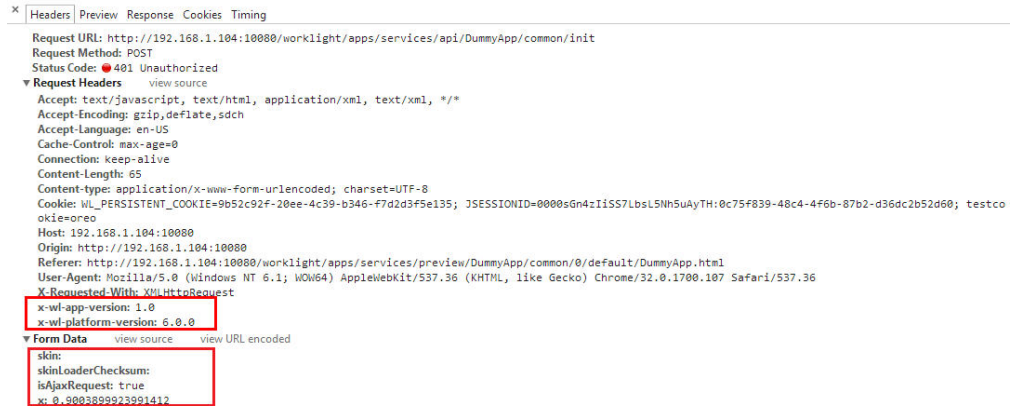 × Headers Preview Response Cookies Timing
Request URL: http://192.168.1.104:10080/worklight/apps/services/api/DummyApp/common/init
Request Method: POST
Status Code: 401 Unauthorized
▼ Request Headers view source
Accept: text/javascript, text/html, application/xml, text/xml, */*
Accept-Encoding: gzip,deflate,sdch
Accept-Language: en-US
Cache-Control: max-age=0
Connection: keep-alive
Content-Length: 65
Content-type: application/x-www-form-urlencoded; charset=UTF-8
Cookie: WL_PERSISTENT_COOKIE=9b52c92f-20ee-4c39-b346-f7d2d3f5e135; JSESSIONID=0000sGn4zIiSS7LbsL5Nh5uAyTH:0c75f839-48c4-4f6b-87b2-d36dc2b52d60; testco
okie=oreo
Host: 192.168.1.104:10080
Origin: http://192.168.1.104:10080
Referer: http://192.168.1.104:10080/worklight/apps/services/preview/DummyApp/common/0/default/DummyApp.html
User-Agent: Mozilla/5.0 (Windows NT 6.1; WOW64) AppleWebKit/537.36 (KHTML, like Gecko) Chrome/32.0.1700.107 Safari/537.36
X-Requested-With: XMLHttpRequest
x-wl-app-version: 1.0
x-wl-platform-version: 6.0.0
▼ Form Data view source view URL encoded
skin:
skinLoaderChecksum:
isAjaxRequest: true
x: 0.9003899923991412